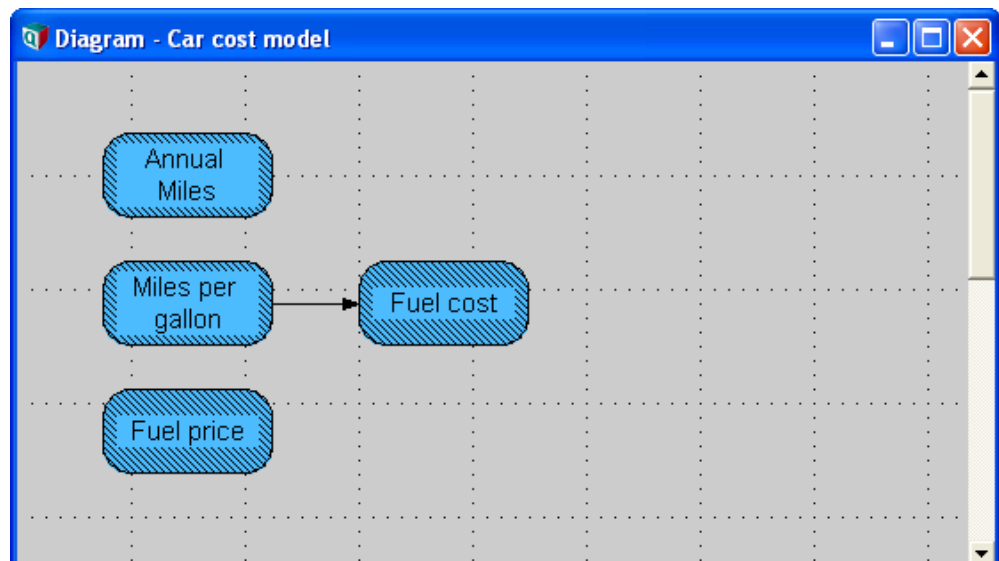 Diagram - Car cost model
Annual
Miles
Miles per
gallon
Fuel cost
Fuel price